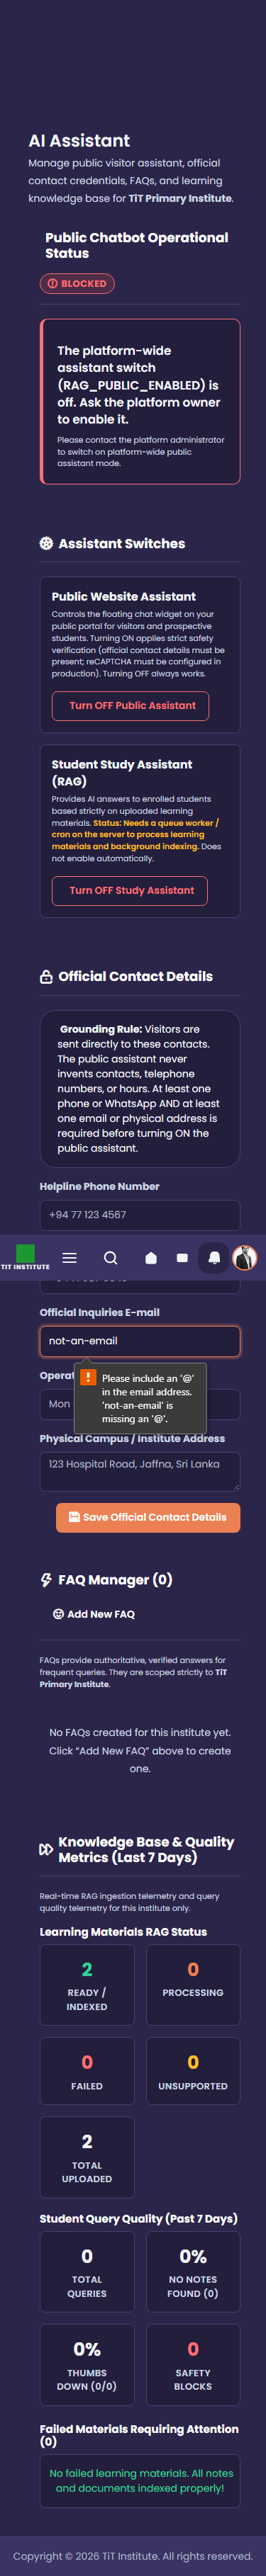 AI Assistant
Manage public visitor assistant, official
contact credentials, FAQs, and learning
knowledge base for TiT Primary Institute.
Public Chatbot Operational
Status
BLOCKED
The platform-wide
assistant switch
(RAG_PUBLIC_ENABLED) is
off. Ask the platform owner
to enable it.
Please contact the platform administrator
to switch on platform-wide public
assistant mode.
Assistant Switches
Public Website Assistant
Controls the floating chat widget on your
public portal for visitors and prospective
students. Turning ON applies strict safety
verification (official contact details must be
present; reCAPTCHA must be configured in
production). Turning OFF always works.
Turn OFF Public Assistant
Student Study Assistant
(RAG)
Provides AI answers to enrolled students
based strictly on uploaded learning
materials. Status: Needs a queue worker /
cron on the server to process learning
materials and background indexing. Does
not enable automatically.
Turn OFF Study Assistant
Official Contact Details
Grounding Rule: Visitors are
sent directly to these contacts.
The public assistant never
invents contacts, telephone
numbers, or hours. At least one
phone or WhatsApp AND at least
one email or physical address is
required before turning ON the
public assistant.
Helpline Phone Number
+94 77 123 4567
TIT INSTITUTE
Official Inquiries E-mail
not-an-email
Please include an '@'
in the email address.
'not-an-email' is
missing an '@'.
Operat
Mon
Physical Campus / Institute Address
123 Hospital Road, Jaffna, Sri Lanka
Save Official Contact Details
FAQ Manager (0)
Add New FAQ
FAQs provide authoritative, verified answers for
frequent queries. They are scoped strictly to TiT
Primary Institute.
No FAQs created for this institute yet.
Click “Add New FAQ” above to create
one.
Knowledge Base & Quality
Metrics (Last 7 Days)
Real-time RAG ingestion telemetry and query
quality telemetry for this institute only.
Learning Materials RAG Status
2
READY /
INDEXED
0
PROCESSING
0
FAILED
0
UNSUPPORTED
2
TOTAL
UPLOADED
Student Query Quality (Past 7 Days)
0
TOTAL
QUERIES
0%
NO NOTES
FOUND (0)
0%
THUMBS
DOWN (0/0)
0
SAFETY
BLOCKS
Failed Materials Requiring Attention
(0)
No failed learning materials. All notes
and documents indexed properly!
Copyright © 2026 TiT Institute. All rights reserved.